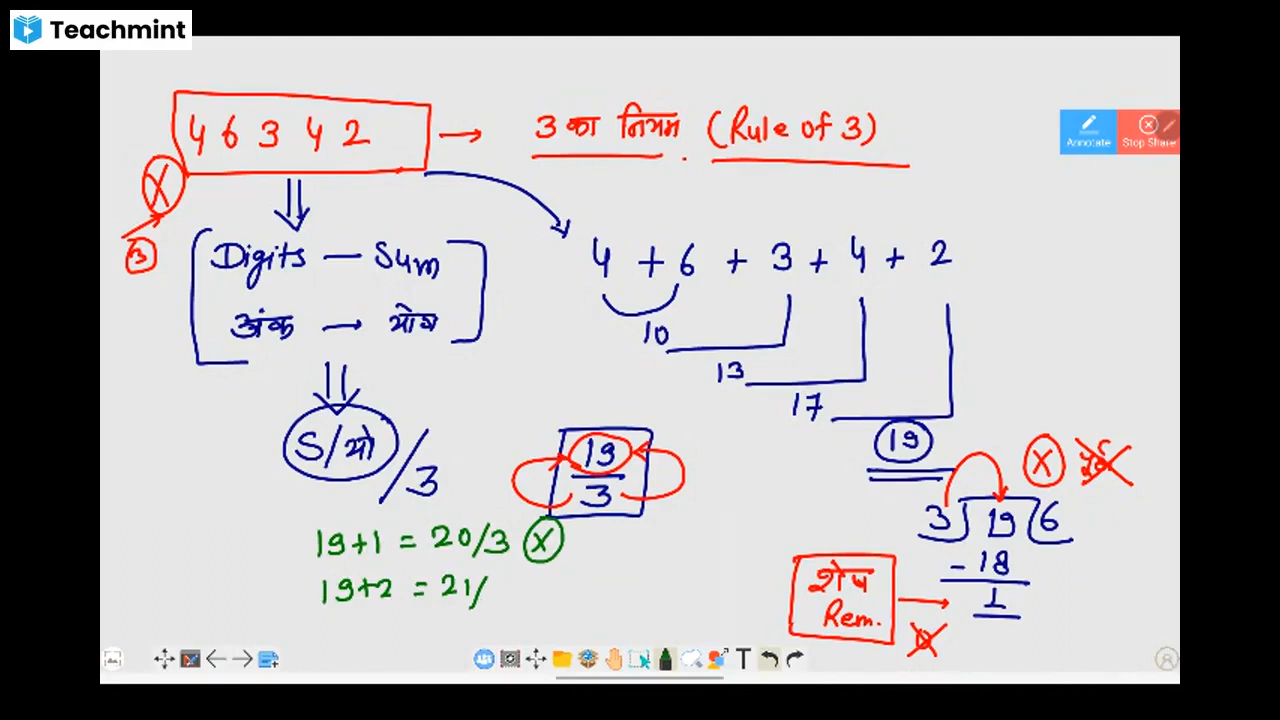 Teachmint
4 6 3 4 2 → 3 का नियम (Rule of 3)
Annotate
Stop Share
X
3
Digits — Sum
अंक → योग
S/यो/3
4 + 6 + 3 + 4 + 2
10
13
17
19
19
3
19+1 = 20/3 X
19+2 = 21/
X
3 19 6
- 18
1
शेष
Rem. →
0
T